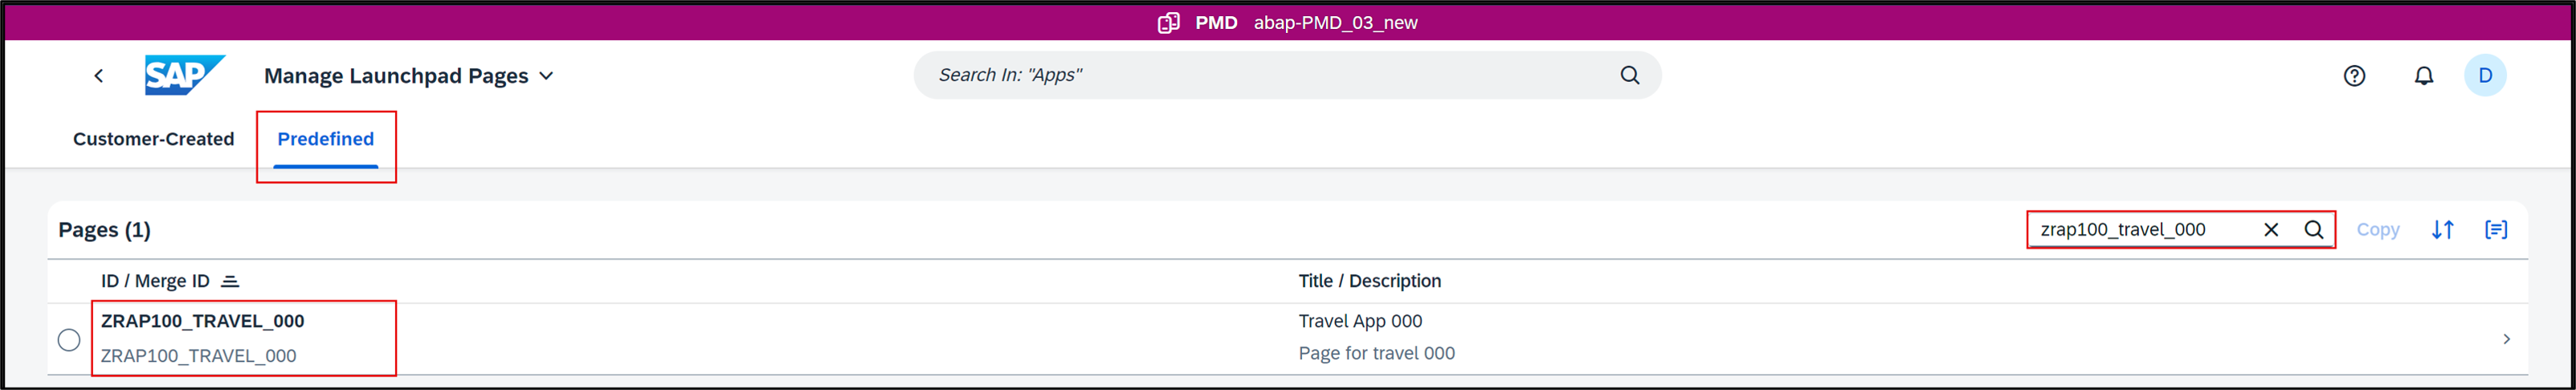 PMD abap-PMD_03_new
SAP Manage Launchpad Pages Search In: "Apps" D
Customer-Created Predefined
Pages (1) zrap100_travel_000 Copy
ID / Merge ID Title / Description
ZRAP100_TRAVEL_000 Travel App 000
ZRAP100_TRAVEL_000 Page for travel 000